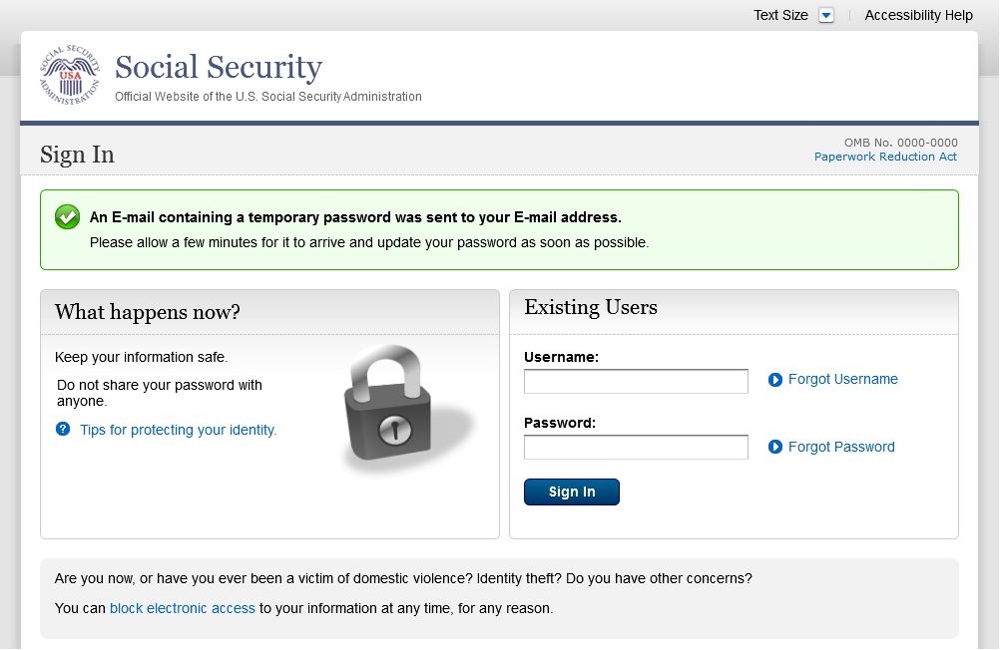 Text Size
Accessibility Help
SOCIAL SECURITY ADMINISTRATION
USA
Social Security
Official Website of the U.S. Social Security Administration
Sign In
OMB No. 0000-0000
Paperwork Reduction Act
An E-mail containing a temporary password was sent to your E-mail address.
Please allow a few minutes for it to arrive and update your password as soon as possible.
What happens now?
Keep your information safe.
Do not share your password with
anyone.
? Tips for protecting your identity.
Existing Users
Username:
Forgot Username
Password:
Forgot Password
Sign In
Are you now, or have you ever been a victim of domestic violence? Identity theft? Do you have other concerns?
You can block electronic access to your information at any time, for any reason.